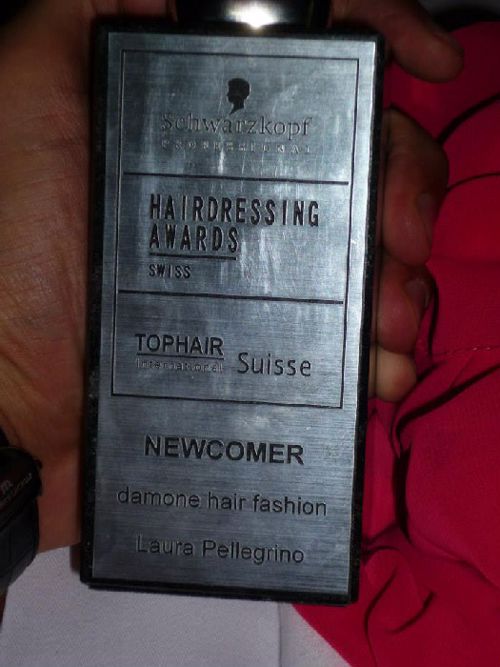 Schwarzkopf
PROFESSIONAL
HAIRDRESSING
AWARDS
SWISS
TOPHAIR
International Suisse
NEWCOMER
damone hair fashion
Laura Pellegrino